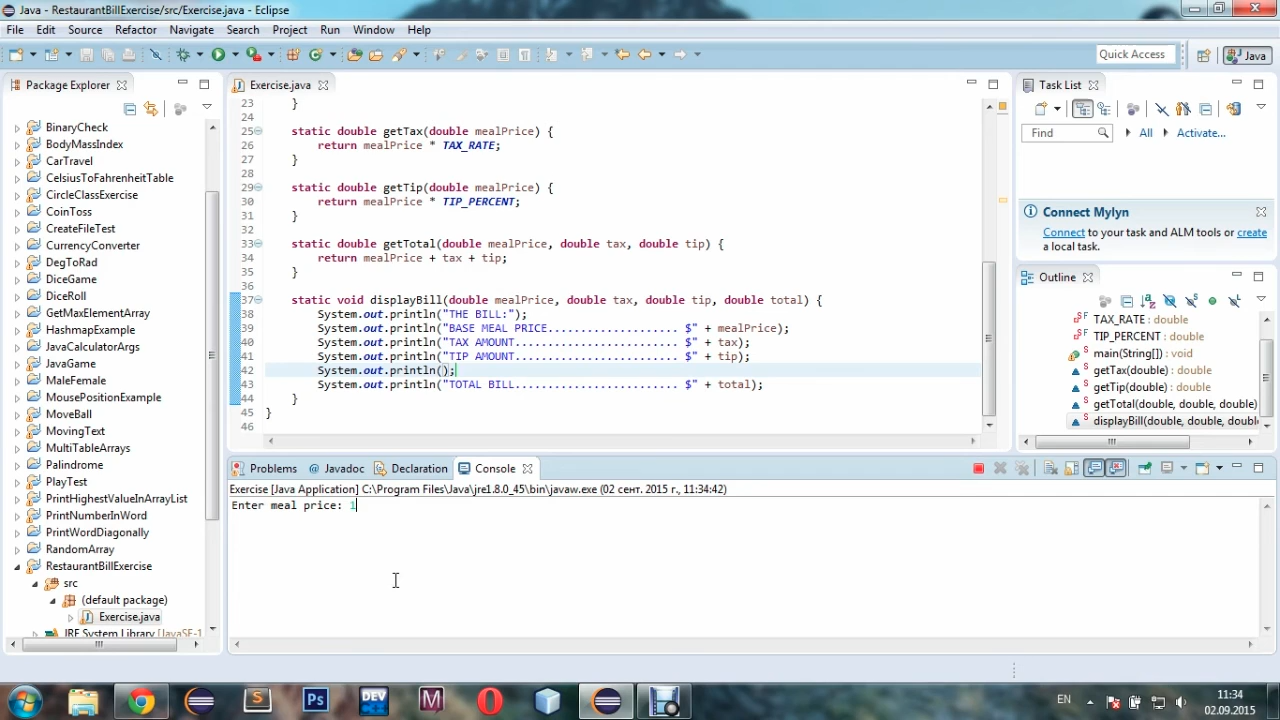 Java - RestaurantBillExercise/src/Exercise.java - Eclipse
File Edit Source Refactor Navigate Search Project Run Window Help
Quick Access
Java
Package Explorer
BinaryCheck
BodyMassIndex
CarTravel
CelsiusToFahrenheitTable
CircleClassExercise
CoinToss
CreateFileTest
CurrencyConverter
DegToRad
DiceGame
DiceRoll
GetMaxElementArray
HashmapExample
JavaCalculatorArgs
JavaGame
MaleFemale
MousePositionExample
MoveBall
MovingText
MultiTableArrays
Palindrome
PlayTest
PrintHighestValueInArrayList
PrintNumberInWord
PrintWordDiagonally
RandomArray
RestaurantBillExercise
src
(default package)
Exercise.java
JRE System Library [JavaSE-1
Exercise.java
23 }
24
25 static double getTax(double mealPrice) {
26 return mealPrice * TAX_RATE;
27 }
28
29 static double getTip(double mealPrice) {
30 return mealPrice * TIP_PERCENT;
31 }
32
33 static double getTotal(double mealPrice, double tax, double tip) {
34 return mealPrice + tax + tip;
35 }
36
37 static void displayBill(double mealPrice, double tax, double tip, double total) {
38 System.out.println("THE BILL:");
39 System.out.println("BASE MEAL PRICE.................... $" + mealPrice);
40 System.out.println("TAX AMOUNT......................... $" + tax);
41 System.out.println("TIP AMOUNT......................... $" + tip);
42 System.out.println();
43 System.out.println("TOTAL BILL......................... $" + total);
44 }
45 }
46
Task List
Find All Activate...
Connect Mylyn
Connect to your task and ALM tools or create
a local task.
Outline
TAX_RATE : double
TIP_PERCENT : double
main(String[]) : void
getTax(double) : double
getTip(double) : double
getTotal(double, double, double)
displayBill(double, double, doubl
Problems Javadoc Declaration Console
Exercise [Java Application] C:\Program Files\Java\jre1.8.0_45\bin\javaw.exe (02 сент. 2015 г., 11:34:42)
Enter meal price: 1
S Ps DEV M
EN
11:34
02.09.2015